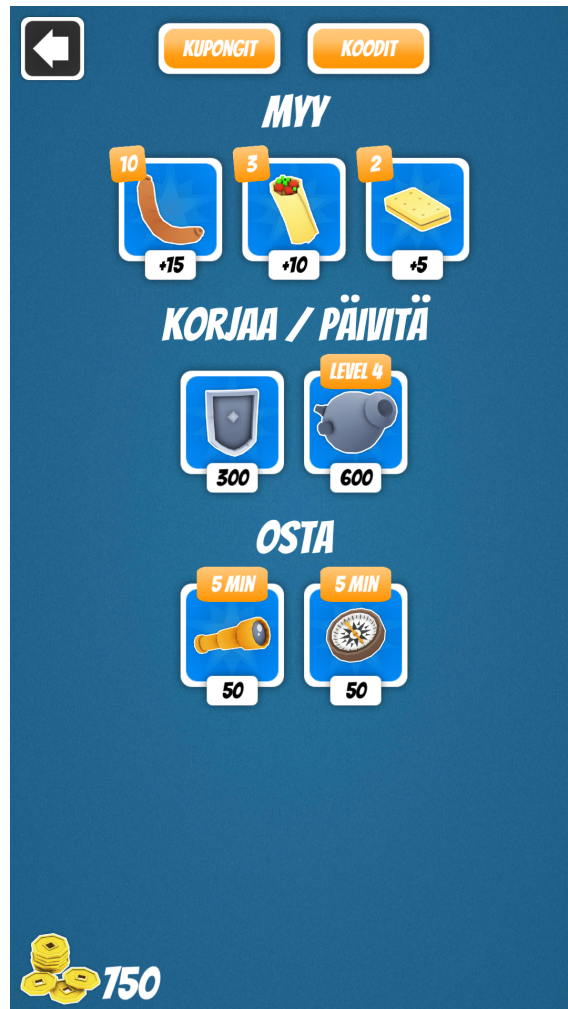 KUPONGIT
KOODIT
MYY
10
3
2
+15
+10
+5
KORJAA / PÄIVITÄ
LEVEL 4
300
600
OSTA
5 MIN
5 MIN
50
50
750